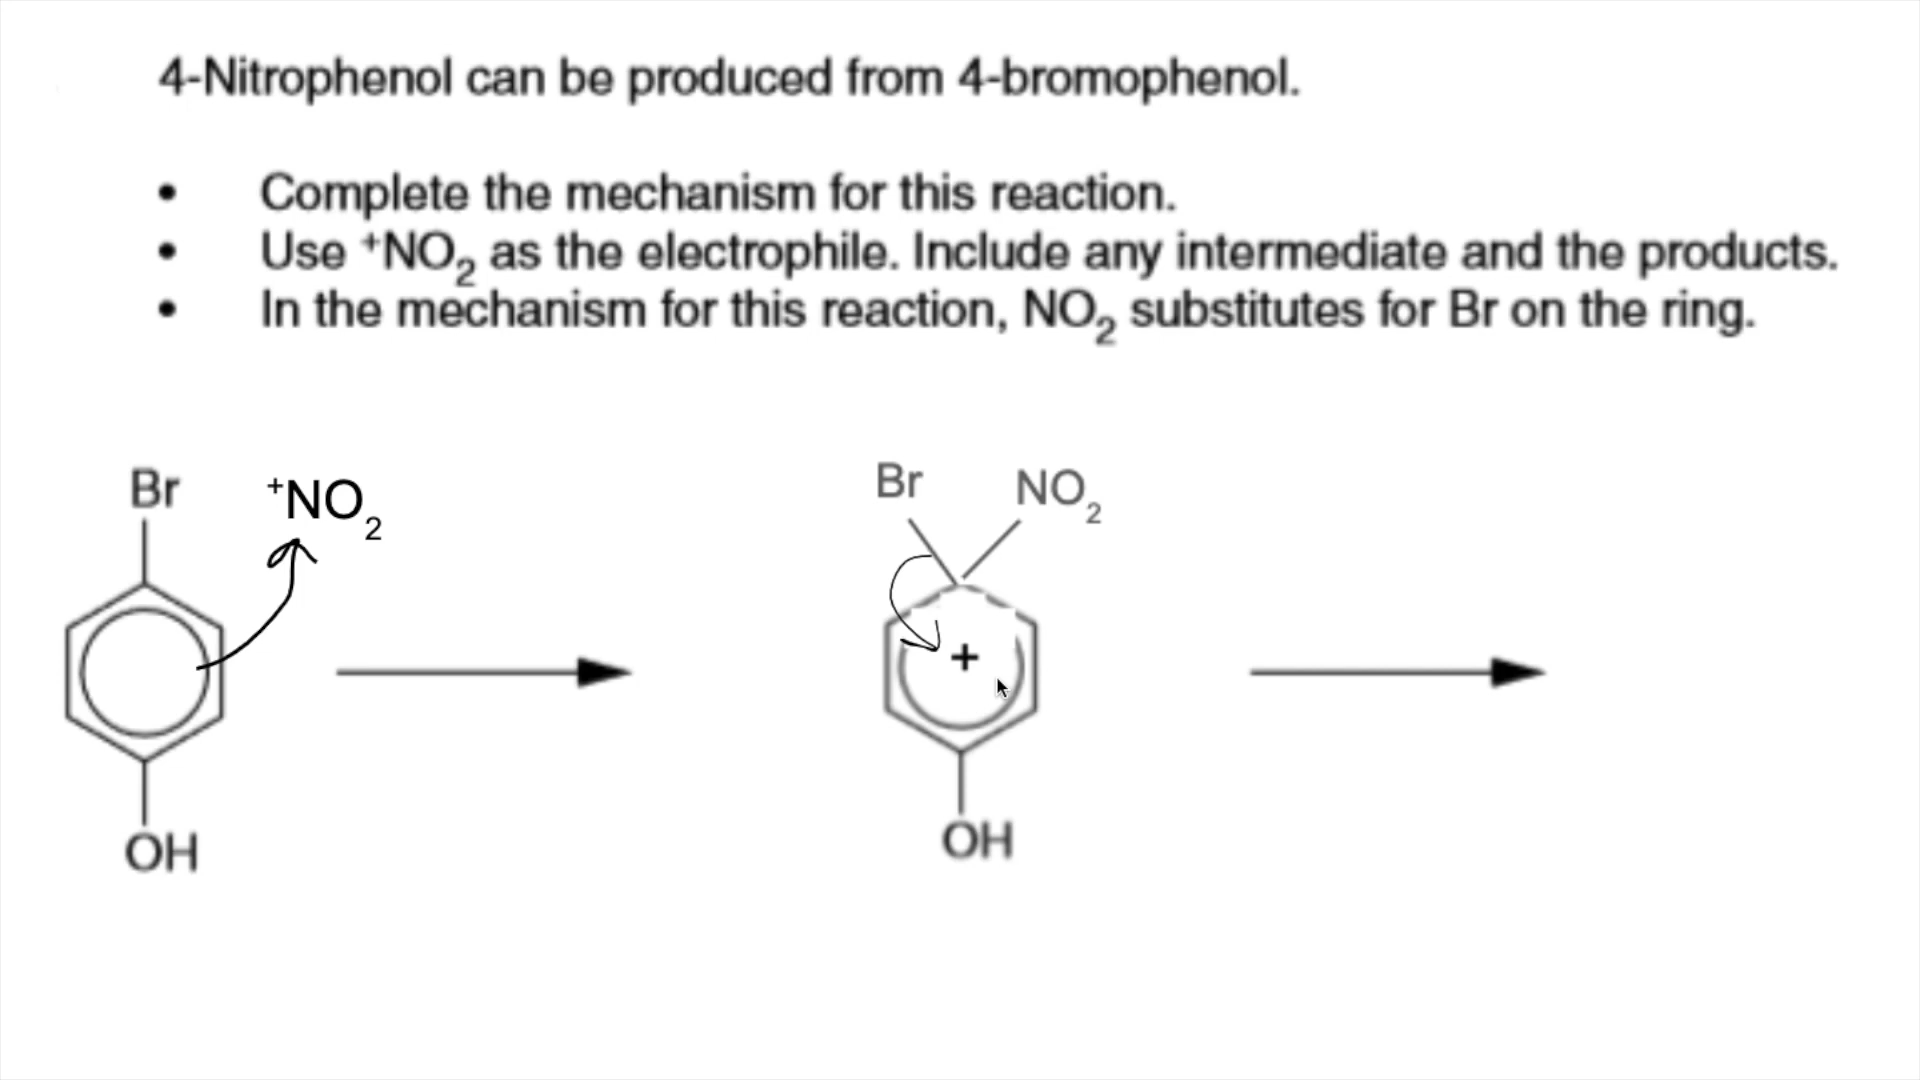 4-Nitrophenol can be produced from 4-bromophenol.
• Complete the mechanism for this reaction.
• Use ⁺NO₂ as the electrophile. Include any intermediate and the products.
• In the mechanism for this reaction, NO₂ substitutes for Br on the ring.
Br ⁺NO₂
Br NO₂
+
OH
OH